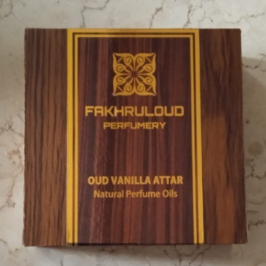 FAKHRULOUD
PERFUMERY
OUD VANILLA ATTAR
Natural Perfume Oils